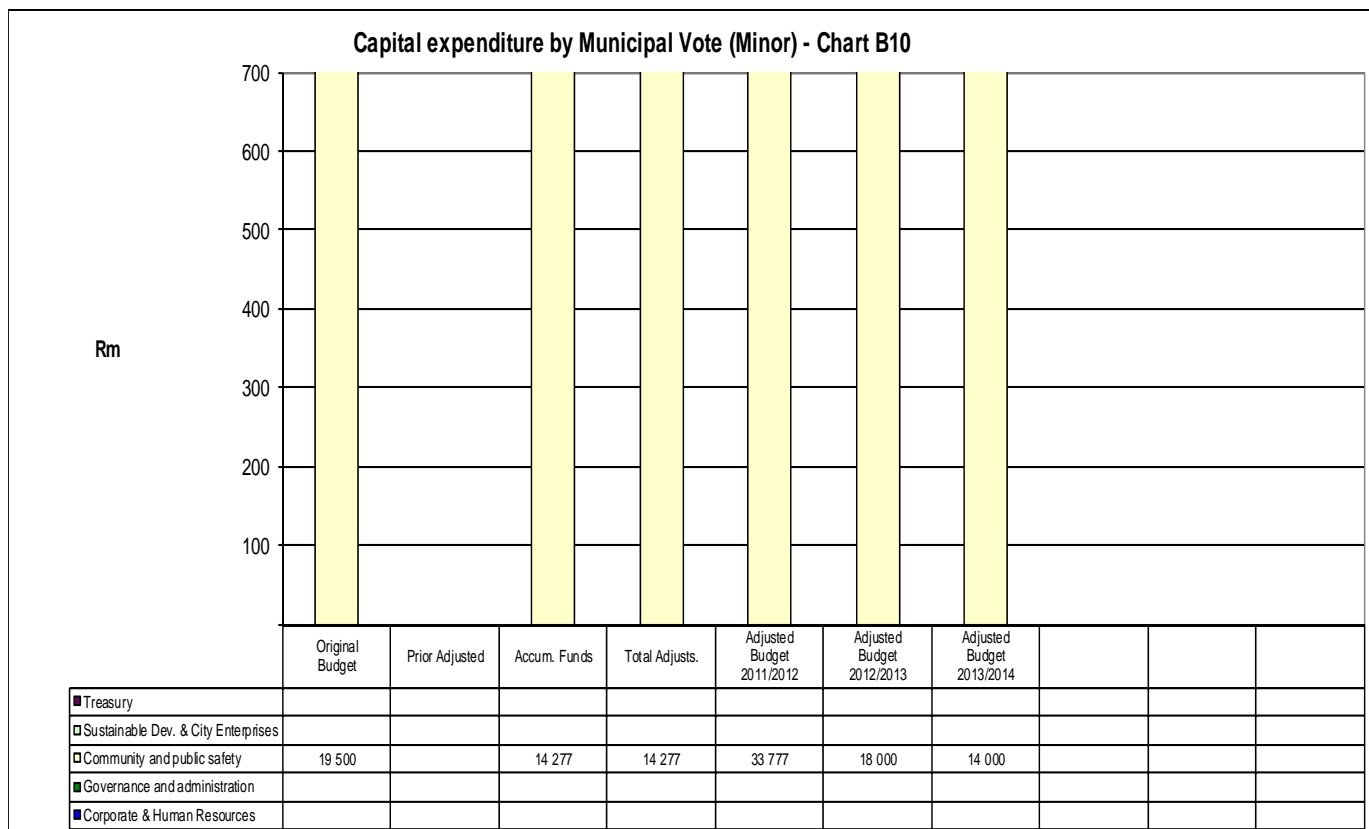 Capital expenditure by Municipal Vote (Minor) - Chart B10
700
600
500
400
300
200
100
Rm
Original
Budget
Prior Adjusted
Accum. Funds
Total Adjusts.
Adjusted
Budget
2011/2012
Adjusted
Budget
2012/2013
Adjusted
Budget
2013/2014
Treasury
Sustainable Dev. & City Enterprises
Community and public safety 19 500 14 277 14 277 33 777 18 000 14 000
Governance and administration
Corporate & Human Resources